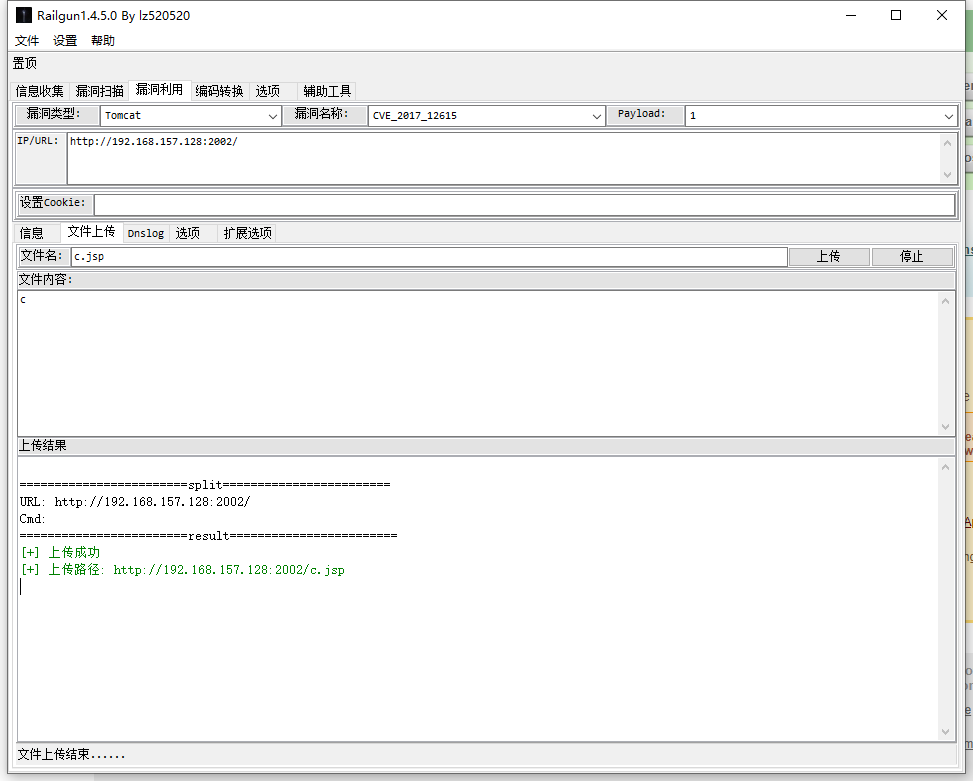 Railgun1.4.5.0 By lz520520
文件 设置 帮助
置顶
信息收集 漏洞扫描 漏洞利用 编码转换 选项 辅助工具
漏洞类型: Tomcat 漏洞名称: CVE_2017_12615 Payload: 1
IP/URL: http://192.168.157.128:2002/
设置Cookie:
信息 文件上传 Dnslog 选项 扩展选项
文件名: c.jsp 上传 停止
文件内容:
c
上传结果
========================split========================
URL: http://192.168.157.128:2002/
Cmd:
========================result========================
[+] 上传成功
[+] 上传路径: http://192.168.157.128:2002/c.jsp
文件上传结束......